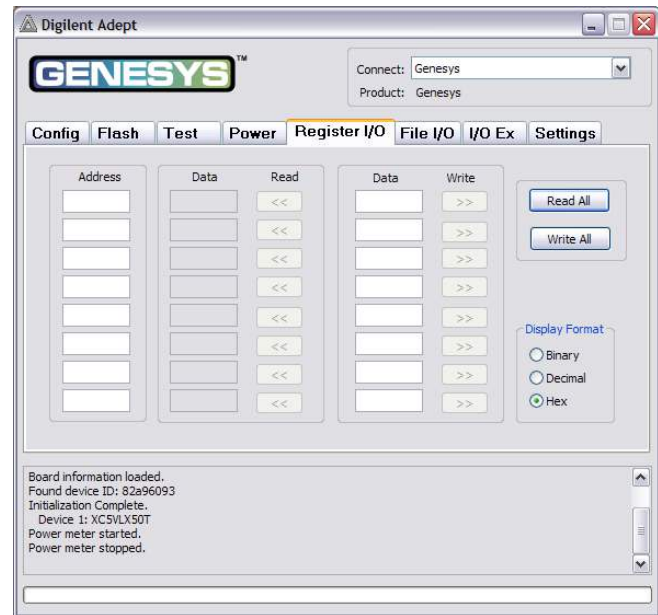 Digilent Adept
GENESYS™
Connect: Genesys
Product: Genesys
Config Flash Test Power Register I/O File I/O I/O Ex Settings
Address Data Read Data Write
<< >>
<< >>
<< >>
<< >>
<< >>
<< >>
<< >>
<< >>
Read All
Write All
Display Format
Binary
Decimal
Hex
Board information loaded.
Found device ID: 82a96093
Initialization Complete.
Device 1: XC5VLX50T
Power meter started.
Power meter stopped.